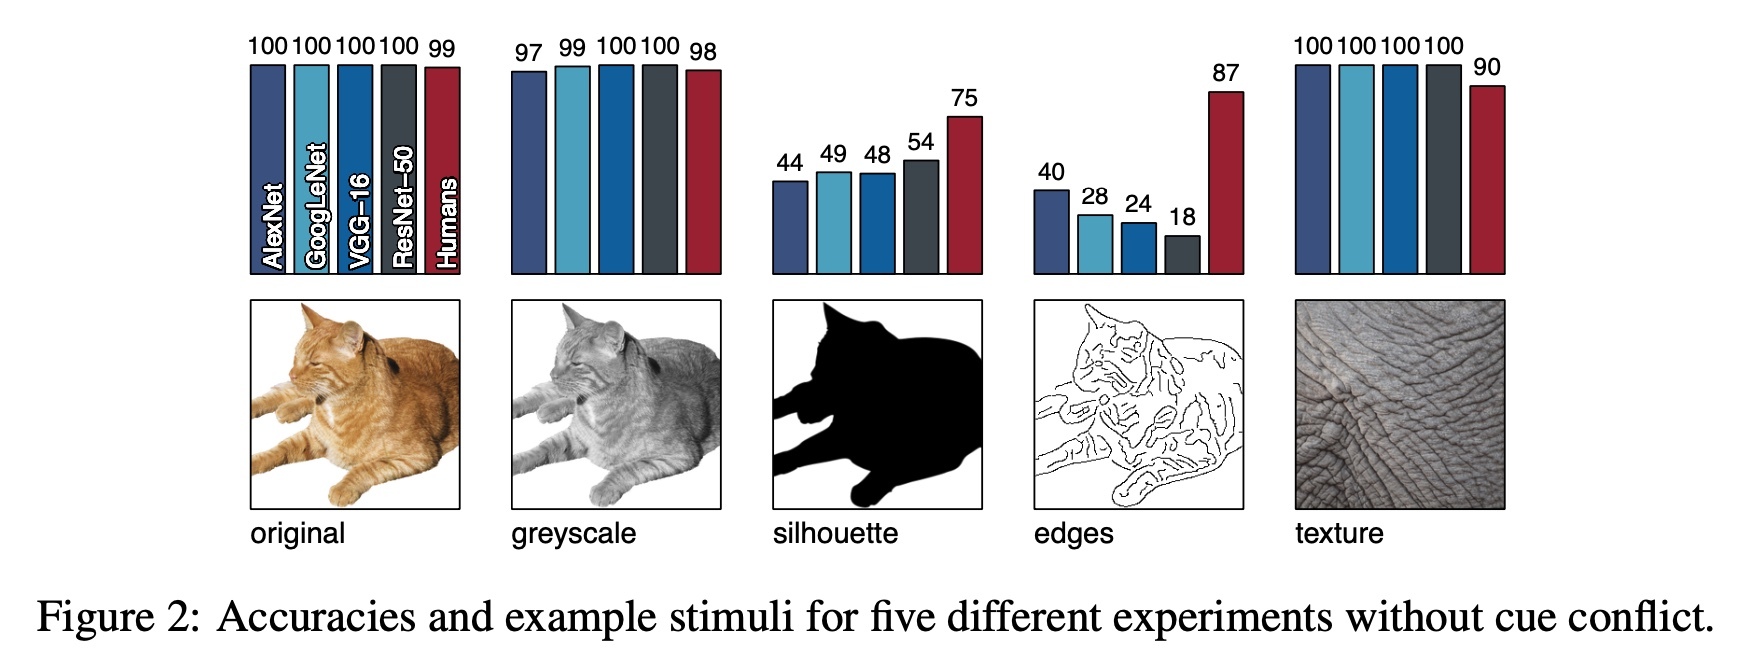 100 100 100 100 99
97 99 100 100 98
44 49 48 54 75
40 28 24 18 87
100 100 100 100 90
AlexNet
GoogLeNet
VGG−16
ResNet−50
Humans
original
greyscale
silhouette
edges
texture
Figure 2: Accuracies and example stimuli for five different experiments without cue conflict.